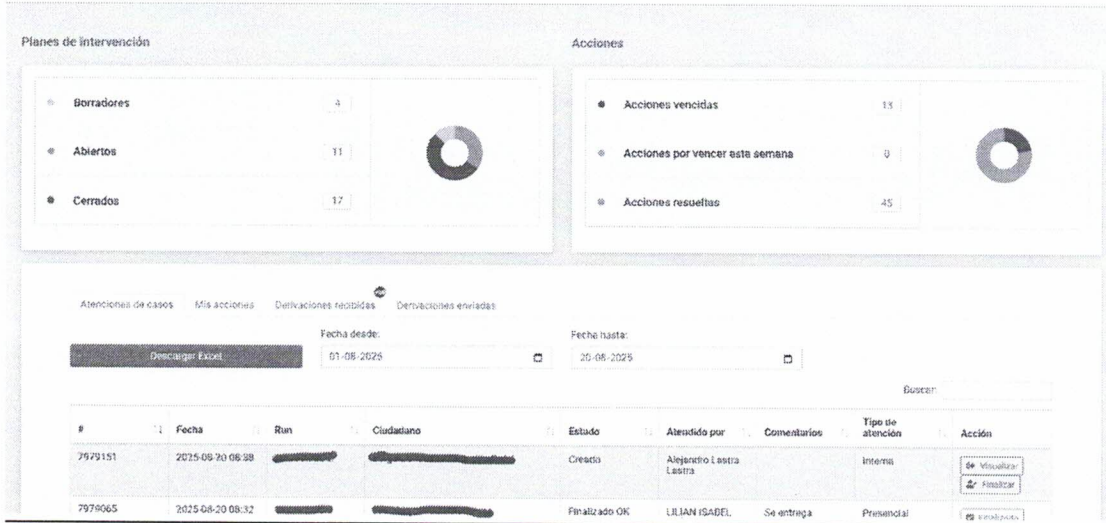 Planes de intervención
Acciones
Borradores 4
Abiertos 11
Cerrados 17
Acciones vencidas 13
Acciones por vencer esta semana 0
Acciones resueltas 45
Atenciones de casos Mis acciones Derivaciones recibidas Derivaciones enviadas
Fecha desde: Fecha hasta:
Descargar Excel 01-08-2025 20-08-2025
Buscar:
# Fecha Run Ciudadano Estado Atendido por Comentarios Tipo de atención Acción
7979151 2025-08-20 08:38 Creado Alejandro Lastra Lastra Interna Visualizar
Finalizar
7979065 2025-08-20 08:32 Finalizado OK LILIAN ISABEL Se entrega Presencial Finalizado